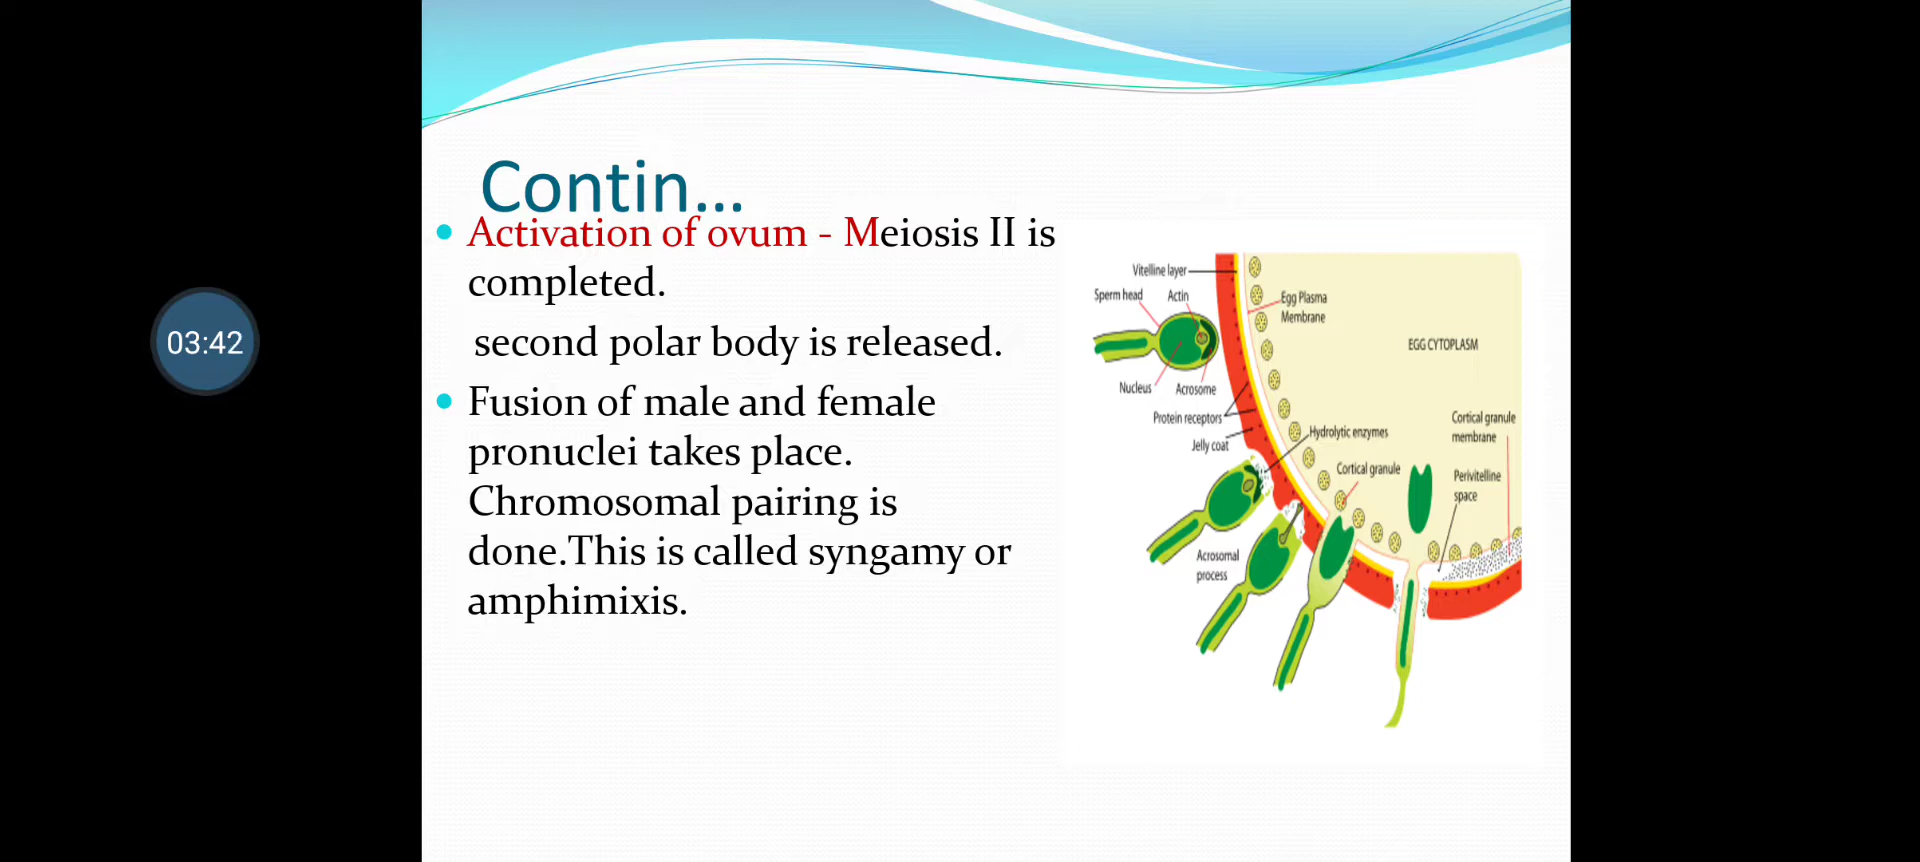 03:42
Contin...
Activation of ovum - Meiosis II is
completed.
second polar body is released.
Fusion of male and female
pronuclei takes place.
Chromosomal pairing is
done.This is called syngamy or
amphimixis.
Vitelline layer
Sperm head
Actin
Egg Plasma
Membrane
EGG CYTOPLASM
Nucleus
Acrosome
Protein receptors
Jelly coat
Hydrolytic enzymes
Cortical granule
Cortical granule
membrane
Perivitelline
space
Acrosomal
process